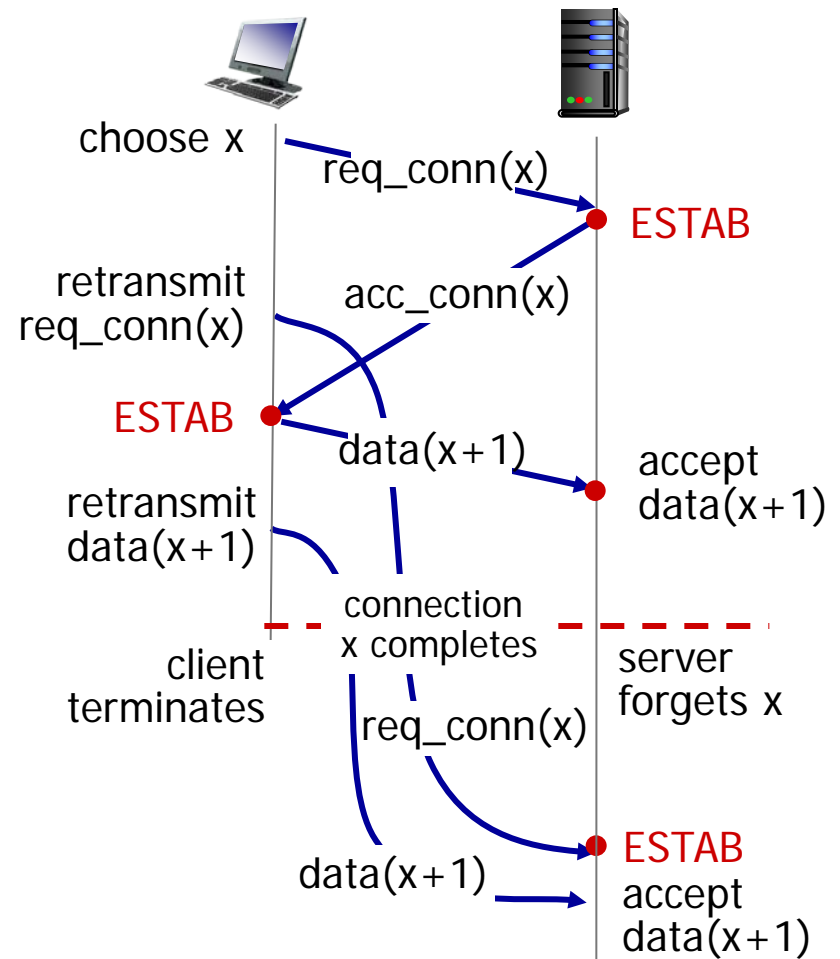 choose x
req_conn(x)
ESTAB
retransmit
req_conn(x)
acc_conn(x)
ESTAB
data(x+1)
accept
data(x+1)
retransmit
data(x+1)
connection
x completes
client
terminates
server
forgets x
req_conn(x)
data(x+1)
ESTAB
accept
data(x+1)